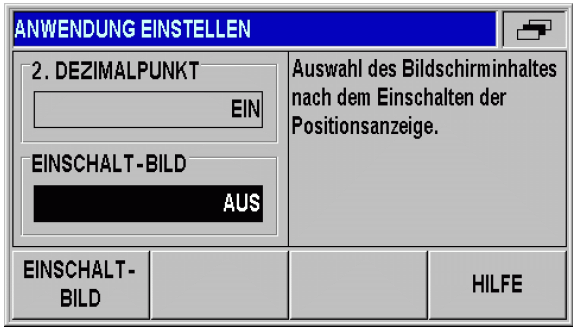 ANWENDUNG EINSTELLEN
2. DEZIMALPUNKT
EIN
EINSCHALT-BILD
AUS
Auswahl des Bildschirminhaltes
nach dem Einschalten der
Positionsanzeige.
EINSCHALT-
BILD
HILFE